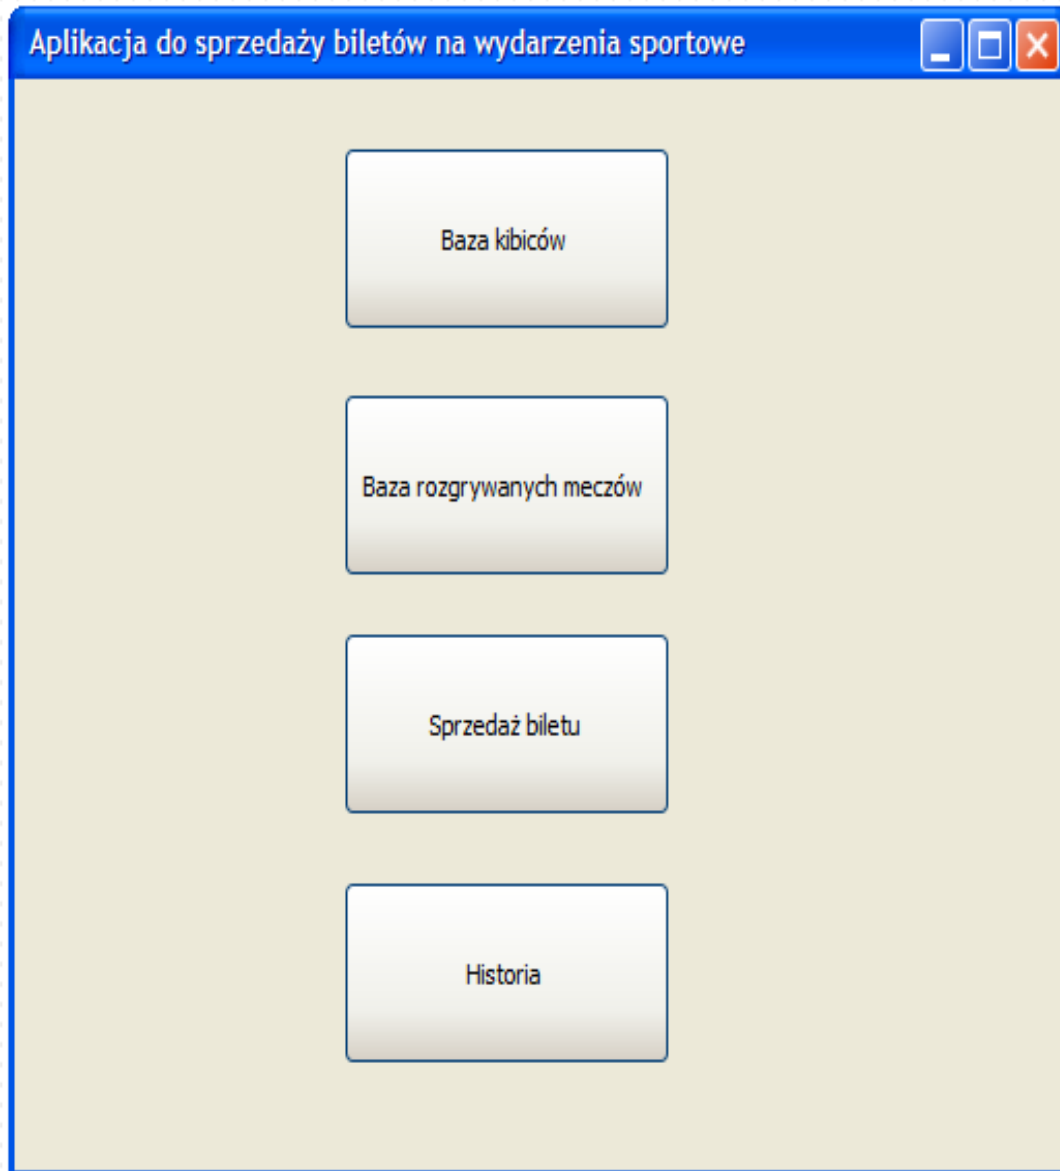 Aplikacja do sprzedaży biletów na wydarzenia sportowe
Baza kibiców
Baza rozgrywanych meczów
Sprzedaż biletu
Historia